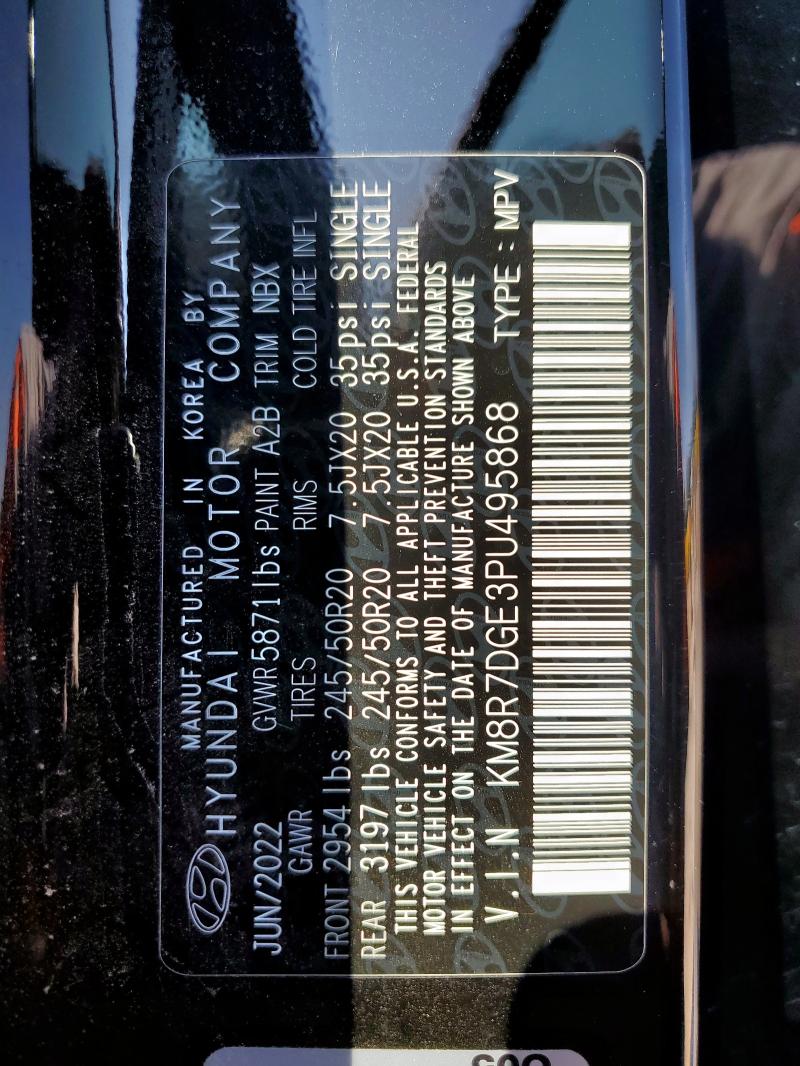 MANUFACTURED IN KOREA BY
HYUNDAI MOTOR COMPANY
JUN/2022 GVWR 5871 lbs PAINT A2B TRIM NBX
GAWR TIRES RIMS COLD TIRE INFL
FRONT 2954 lbs 245/50R20 7.5JX20 35psi SINGLE
REAR 3197 lbs 245/50R20 7.5JX20 35psi SINGLE
THIS VEHICLE CONFORMS TO ALL APPLICABLE U.S.A. FEDERAL
MOTOR VEHICLE SAFETY AND THEFT PREVENTION STANDARDS
IN EFFECT ON THE DATE OF MANUFACTURE SHOWN ABOVE
V.I.N KM8R7DGE3PU495868 TYPE : MPV